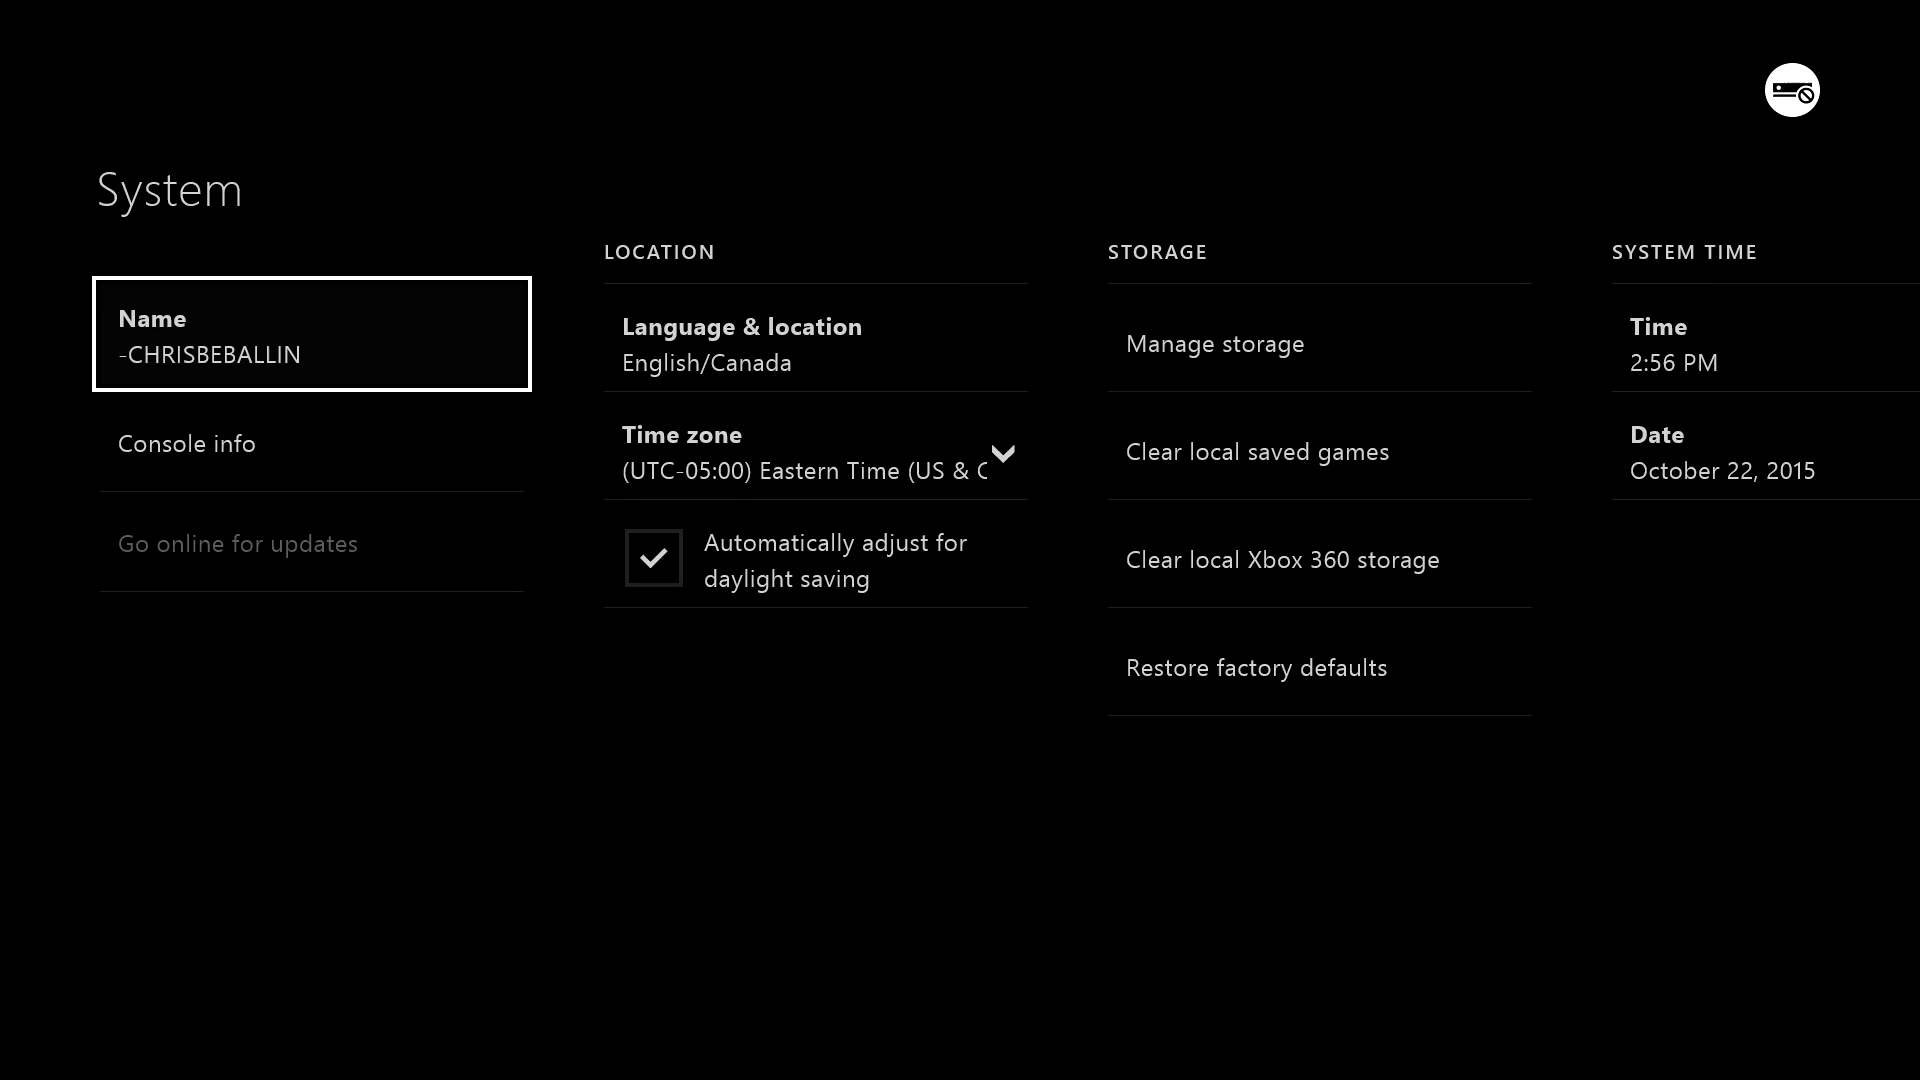 System
Name
-CHRISBEBALLIN
Console info
Go online for updates
LOCATION
Language & location
English/Canada
Time zone
(UTC-05:00) Eastern Time (US & C
Automatically adjust for
daylight saving
STORAGE
Manage storage
Clear local saved games
Clear local Xbox 360 storage
Restore factory defaults
SYSTEM TIME
Time
2:56 PM
Date
October 22, 2015